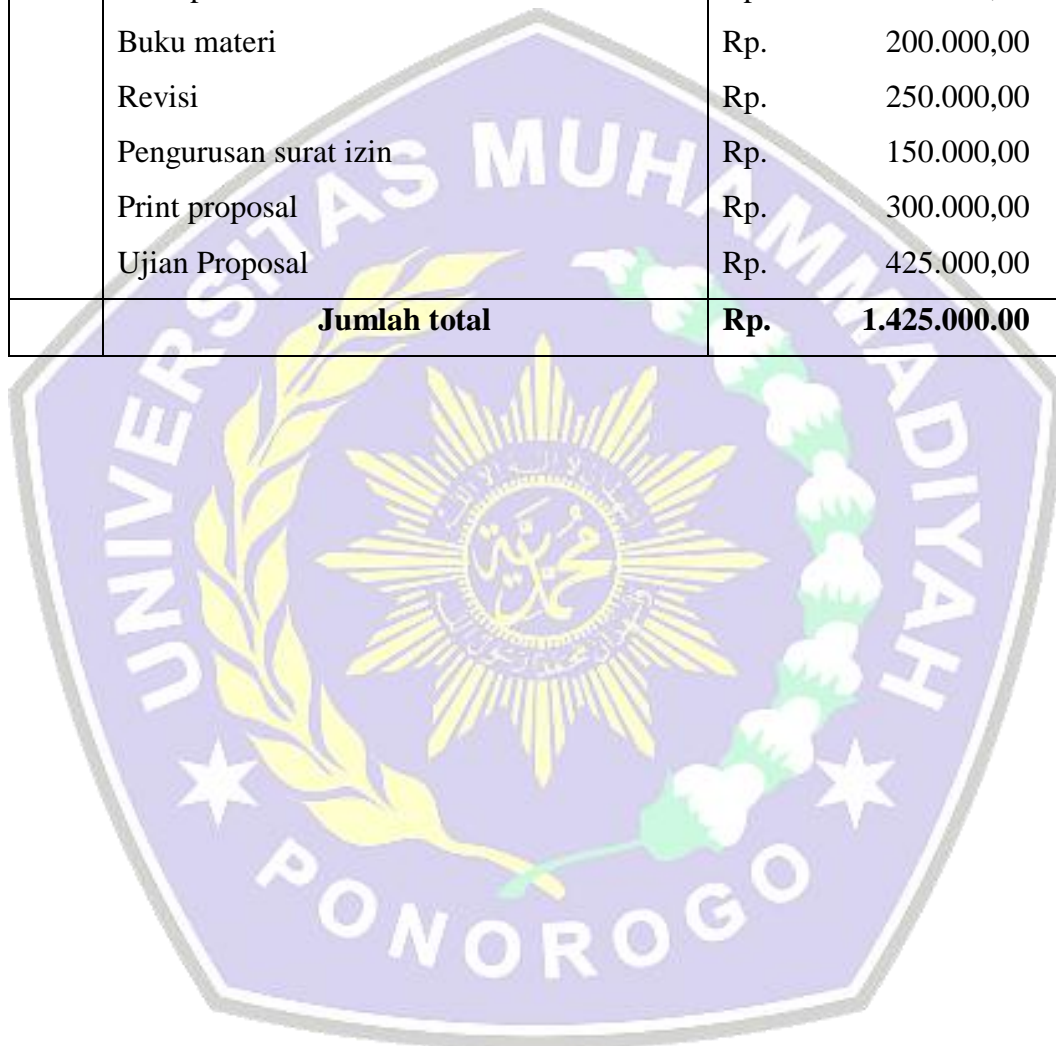 Buku materi Rp. 200.000,00
Revisi Rp. 250.000,00
Pengurusan surat izin Rp. 150.000,00
Print proposal Rp. 300.000,00
Ujian Proposal Rp. 425.000,00
Jumlah total Rp. 1.425.000.00
UNIVERSITAS MUHAMMADIYAH
PONOROGO
محمدية